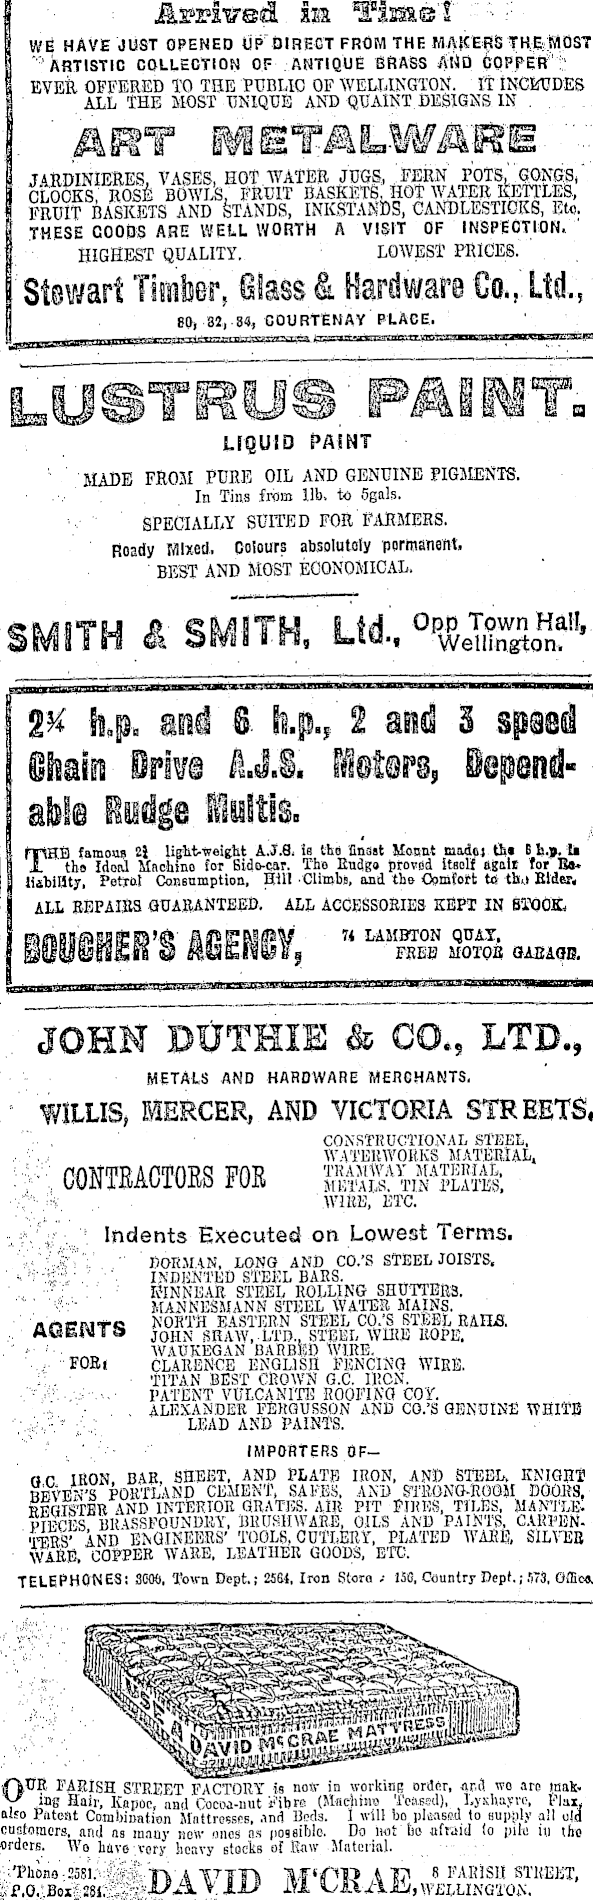 Arrived in Time!
WE HAVE JUST OPENED UP DIRECT FROM THE MAKERS THE MOST
ARTISTIC COLLECTION OF ANTIQUE BRASS AND COPPER
EVER OFFERED TO THE PUBLIC OF WELLINGTON. IT INCLUDES
ALL THE MOST UNIQUE AND QUAINT DESIGNS IN
ART METALWARE
JARDINIERES, VASES, HOT WATER JUGS, FERN POTS, GONGS,
CLOCKS, ROSE BOWLS, FRUIT BASKETS, HOT WATER KETTLES,
FRUIT BASKETS AND STANDS, INKSTANDS, CANDLESTICKS, Etc.
THESE GOODS ARE WELL WORTH A VISIT OF INSPECTION.
HIGHEST QUALITY. LOWEST PRICES.
Stewart Timber, Glass & Hardware Co., Ltd.,
80, 82, 84, COURTENAY PLACE.
LUSTRUS PAINT.
LIQUID PAINT
MADE FROM PURE OIL AND GENUINE PIGMENTS.
In Tins from 1lb. to 5gals.
SPECIALLY SUITED FOR FARMERS.
Ready Mixed. Colours absolutely permanent.
BEST AND MOST ECONOMICAL.
SMITH & SMITH, Ltd., Opp Town Hall,
Wellington.
2¾ h.p. and 6 h.p., 2 and 3 speed
Chain Drive A.J.S. Motors, Depend-
able Rudge Multis.
THE famous 2¾ light-weight A.J.S. is the finest Mount made; the 6 h.p. is
the Ideal Machine for Side-car. The Rudge proved itself again for Re-
liability, Petrol Consumption, Hill Climbs, and the Comfort to the Rider.
ALL REPAIRS GUARANTEED. ALL ACCESSORIES KEPT IN STOCK.
BOUCHER'S AGENCY, 74 LAMBTON QUAY,
FREE MOTOR GARAGE.
JOHN DUTHIE & CO., LTD.,
METALS AND HARDWARE MERCHANTS.
WILLIS, MERCER, AND VICTORIA STREETS.
CONTRACTORS FOR
CONSTRUCTIONAL STEEL,
WATERWORKS MATERIAL,
TRAMWAY MATERIAL,
METALS, TIN PLATES,
WIRE, ETC.
Indents Executed on Lowest Terms.
AGENTS
FOR:
DORMAN, LONG AND CO.'S STEEL JOISTS.
INDENTED STEEL BARS.
KINNEAR STEEL ROLLING SHUTTERS.
MANNESMANN STEEL WATER MAINS.
NORTH EASTERN STEEL CO.'S STEEL RAILS.
JOHN SHAW, LTD., STEEL WIRE ROPE.
WAUKEGAN BARBED WIRE.
CLARENCE ENGLISH FENCING WIRE.
TITAN BEST CROWN G.C. IRON.
PATENT VULCANITE ROOFING COY.
ALEXANDER FERGUSSON AND CO.'S GENUINE WHITE
LEAD AND PAINTS.
IMPORTERS OF—
G.C. IRON, BAR, SHEET, AND PLATE IRON, AND STEEL, KNIGHT
BEVEN'S PORTLAND CEMENT, SAFES, AND STRONG-ROOM DOORS,
REGISTER AND INTERIOR GRATES. AIR PIT FIRES, TILES, MANTLE-
PIECES, BRASSFOUNDRY, BRUSHWARE, OILS AND PAINTS, CARPEN-
TERS' AND ENGINEERS' TOOLS, CUTLERY, PLATED WARE, SILVER
WARE, COPPER WARE, LEATHER GOODS, ETC.
TELEPHONES: 3600, Town Dept.; 2564, Iron Store; 156, Country Dept.; 573, Office.
USE A
DAVID McCRAE MATTRESS
OUR FARISH STREET FACTORY is now in working order, and we are mak-
ing Hair, Kapoc, and Cocoa-nut Fibre (Machine Teased), Lyxhayre, Flax,
also Patent Combination Mattresses, and Beds. I will be pleased to supply all old
customers, and as many new ones as possible. Do not be afraid to pile in the
orders. We have very heavy stocks of Raw Material.
'Phone 2581.
P.O. Box 284.
DAVID M'CRAE, 8 FARISH STREET,
WELLINGTON.